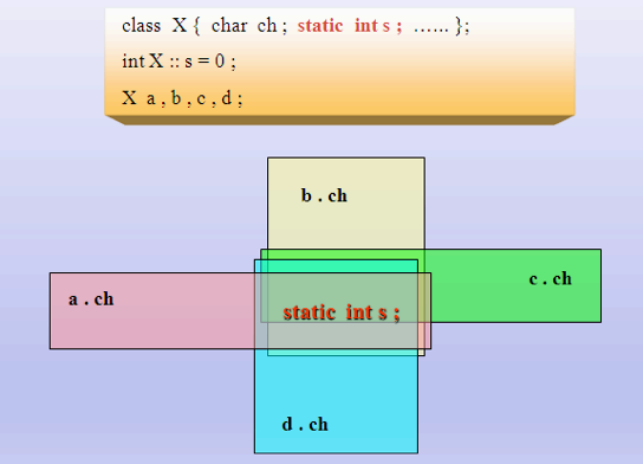 class X { char ch ; static int s ; ...... };
int X :: s = 0 ;
X a , b , c , d ;
b . ch
c . ch
a . ch
static int s ;
d . ch